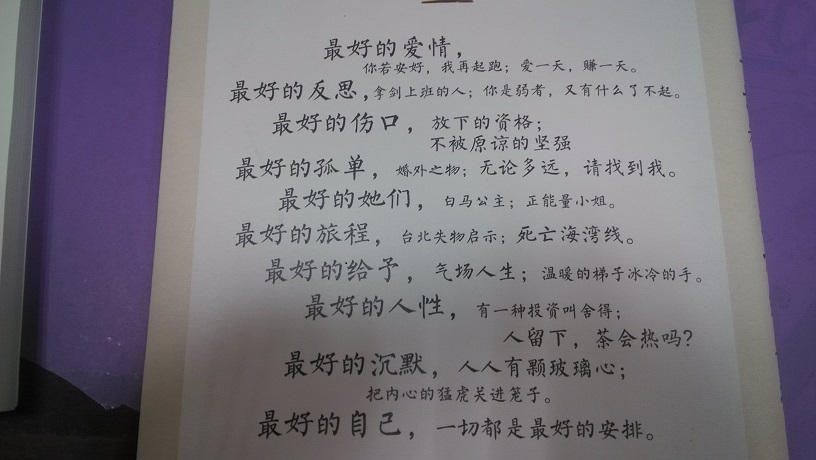 最好的爱情，
你若安好，我再起跑；爱一天，赚一天。
最好的反思，拿剑上班的人；你是弱者，又有什么了不起。
最好的伤口，放下的资格；
不被原谅的坚强
最好的孤单，婚外之物；无论多远，请找到我。
最好的她们，白马公主；正能量小姐。
最好的旅程，台北失物启示；死亡海湾线。
最好的给予，气场人生；温暖的梯子冰冷的手。
最好的人性，有一种投资叫舍得；
人留下，茶会热吗？
最好的沉默，人人有颗玻璃心；
把内心的猛虎关进笼子。
最好的自己，一切都是最好的安排。